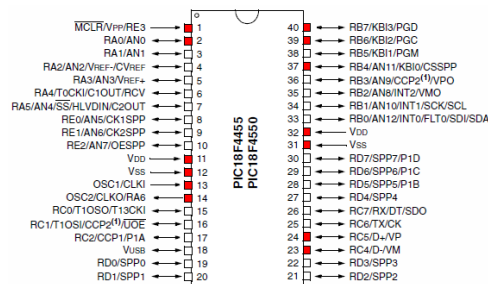 MCLR/VPP/RE3 1
RA0/AN0 2
RA1/AN1 3
RA2/AN2/VREF-/CVREF 4
RA3/AN3/VREF+ 5
RA4/T0CKI/C1OUT/RCV 6
RA5/AN4/SS/HLVDIN/C2OUT 7
RE0/AN5/CK1SPP 8
RE1/AN6/CK2SPP 9
RE2/AN7/OESPP 10
VDD 11
VSS 12
OSC1/CLKI 13
OSC2/CLKO/RA6 14
RC0/T1OSO/T13CKI 15
RC1/T1OSI/CCP2(1)/UOE 16
RC2/CCP1/P1A 17
VUSB 18
RD0/SPP0 19
RD1/SPP1 20
PIC18F4455
PIC18F4550
40 RB7/KBI3/PGD
39 RB6/KBI2/PGC
38 RB5/KBI1/PGM
37 RB4/AN11/KBI0/CSSPP
36 RB3/AN9/CCP2(1)/VPO
35 RB2/AN8/INT2/VMO
34 RB1/AN10/INT1/SCK/SCL
33 RB0/AN12/INT0/FLT0/SDI/SDA
32 VDD
31 VSS
30 RD7/SPP7/P1D
29 RD6/SPP6/P1C
28 RD5/SPP5/P1B
27 RD4/SPP4
26 RC7/RX/DT/SDO
25 RC6/TX/CK
24 RC5/D+/VP
23 RC4/D-/VM
22 RD3/SPP3
21 RD2/SPP2